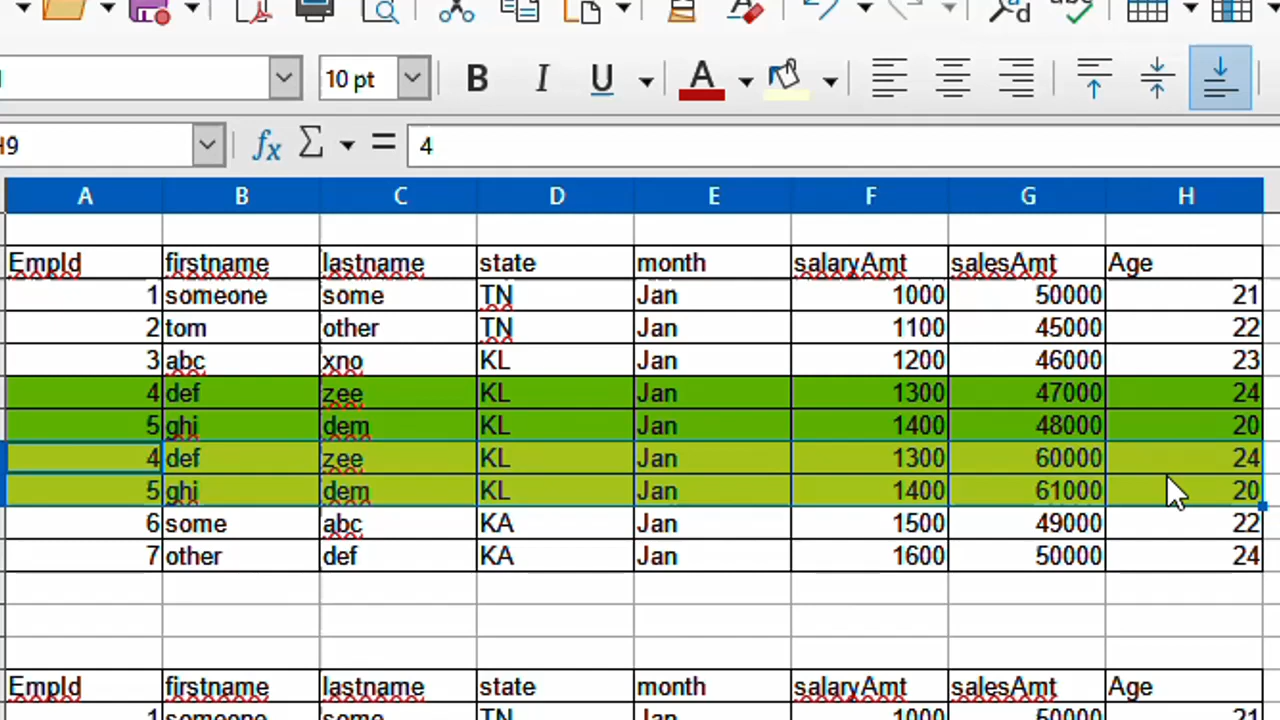 10 pt B I U A
H9 fx Σ = 4
A B C D E F G H
EmpId firstname lastname state month salaryAmt salesAmt Age
1 someone some TN Jan 1000 50000 21
2 tom other TN Jan 1100 45000 22
3 abc xno KL Jan 1200 46000 23
4 def zee KL Jan 1300 47000 24
5 ghi dem KL Jan 1400 48000 20
4 def zee KL Jan 1300 60000 24
5 ghi dem KL Jan 1400 61000 20
6 some abc KA Jan 1500 49000 22
7 other def KA Jan 1600 50000 24
EmpId firstname lastname state month salaryAmt salesAmt Age
1 someone some TN Jan 1000 50000 21